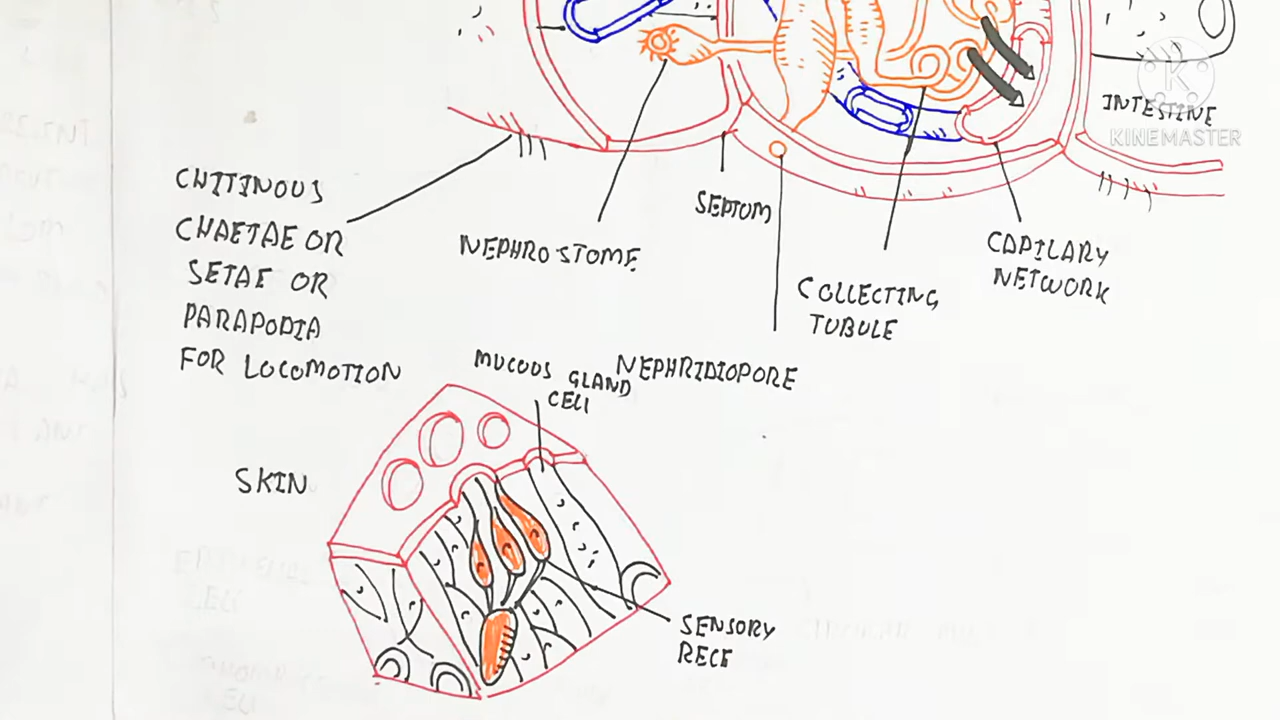 INTESTINE
KINEMASTER
CHITINOUS
CHAETAE OR
SETAE OR
PARAPODIA
FOR LOCOMOTION
NEPHROSTOME
SEPTUM
COLLECTING
TUBULE
CAPILARY
NETWORK
NEPHRIDIOPORE
MUCOUS GLAND
CELL
SKIN
SENSORY
RECE